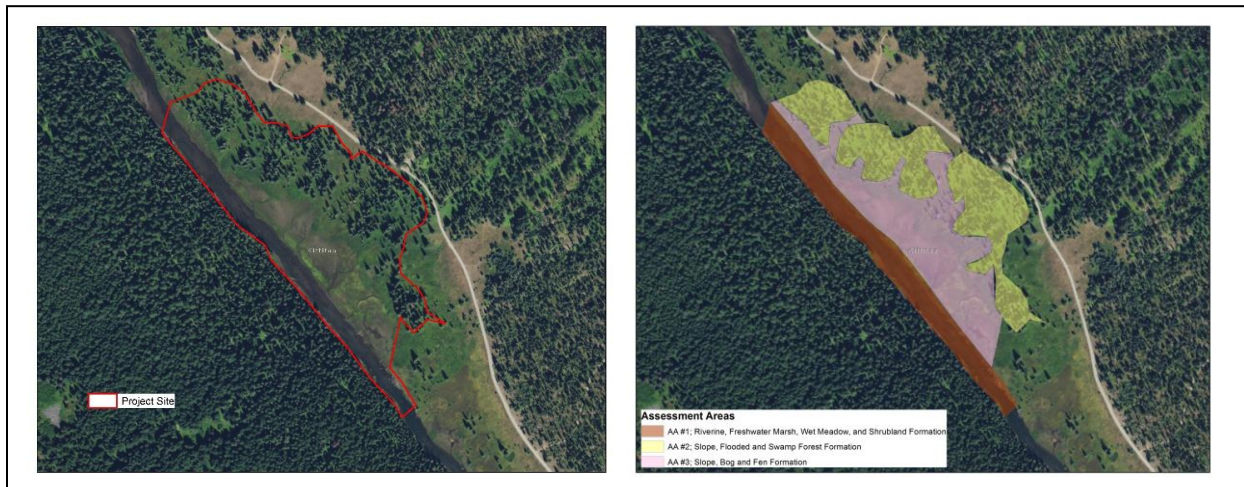 Project Site
Assessment Areas
AA #1; Riverine, Freshwater Marsh, Wet Meadow, and Shrubland Formation
AA #2; Slope, Flooded and Swamp Forest Formation
AA #3; Slope, Bog and Fen Formation